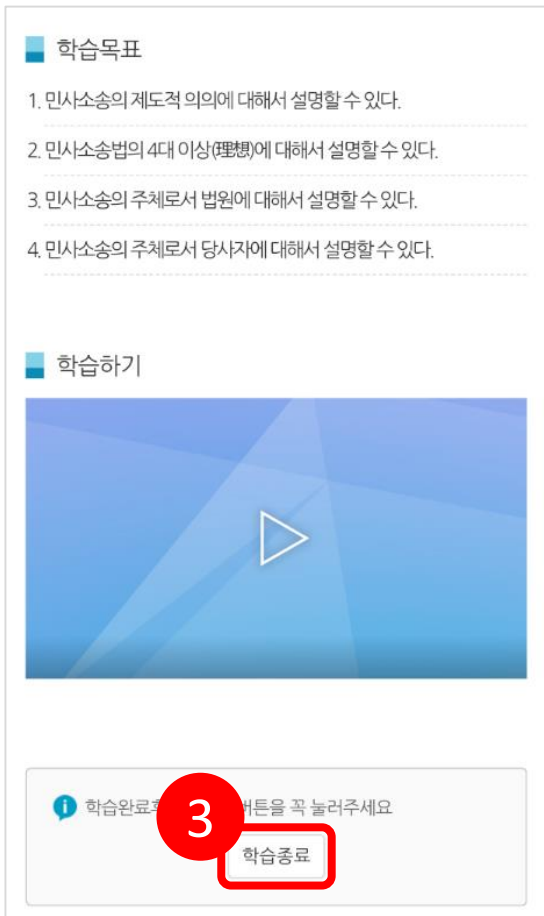 학습목표
1. 민사소송의 제도적 의의에 대해서 설명할 수 있다.
2. 민사소송법의 4대 이상(理想)에 대해서 설명할 수 있다.
3. 민사소송의 주체로서 법원에 대해서 설명할 수 있다.
4. 민사소송의 주체로서 당사자에 대해서 설명할 수 있다.
학습하기
학습완료 버튼을 꼭 눌러주세요
3
학습종료